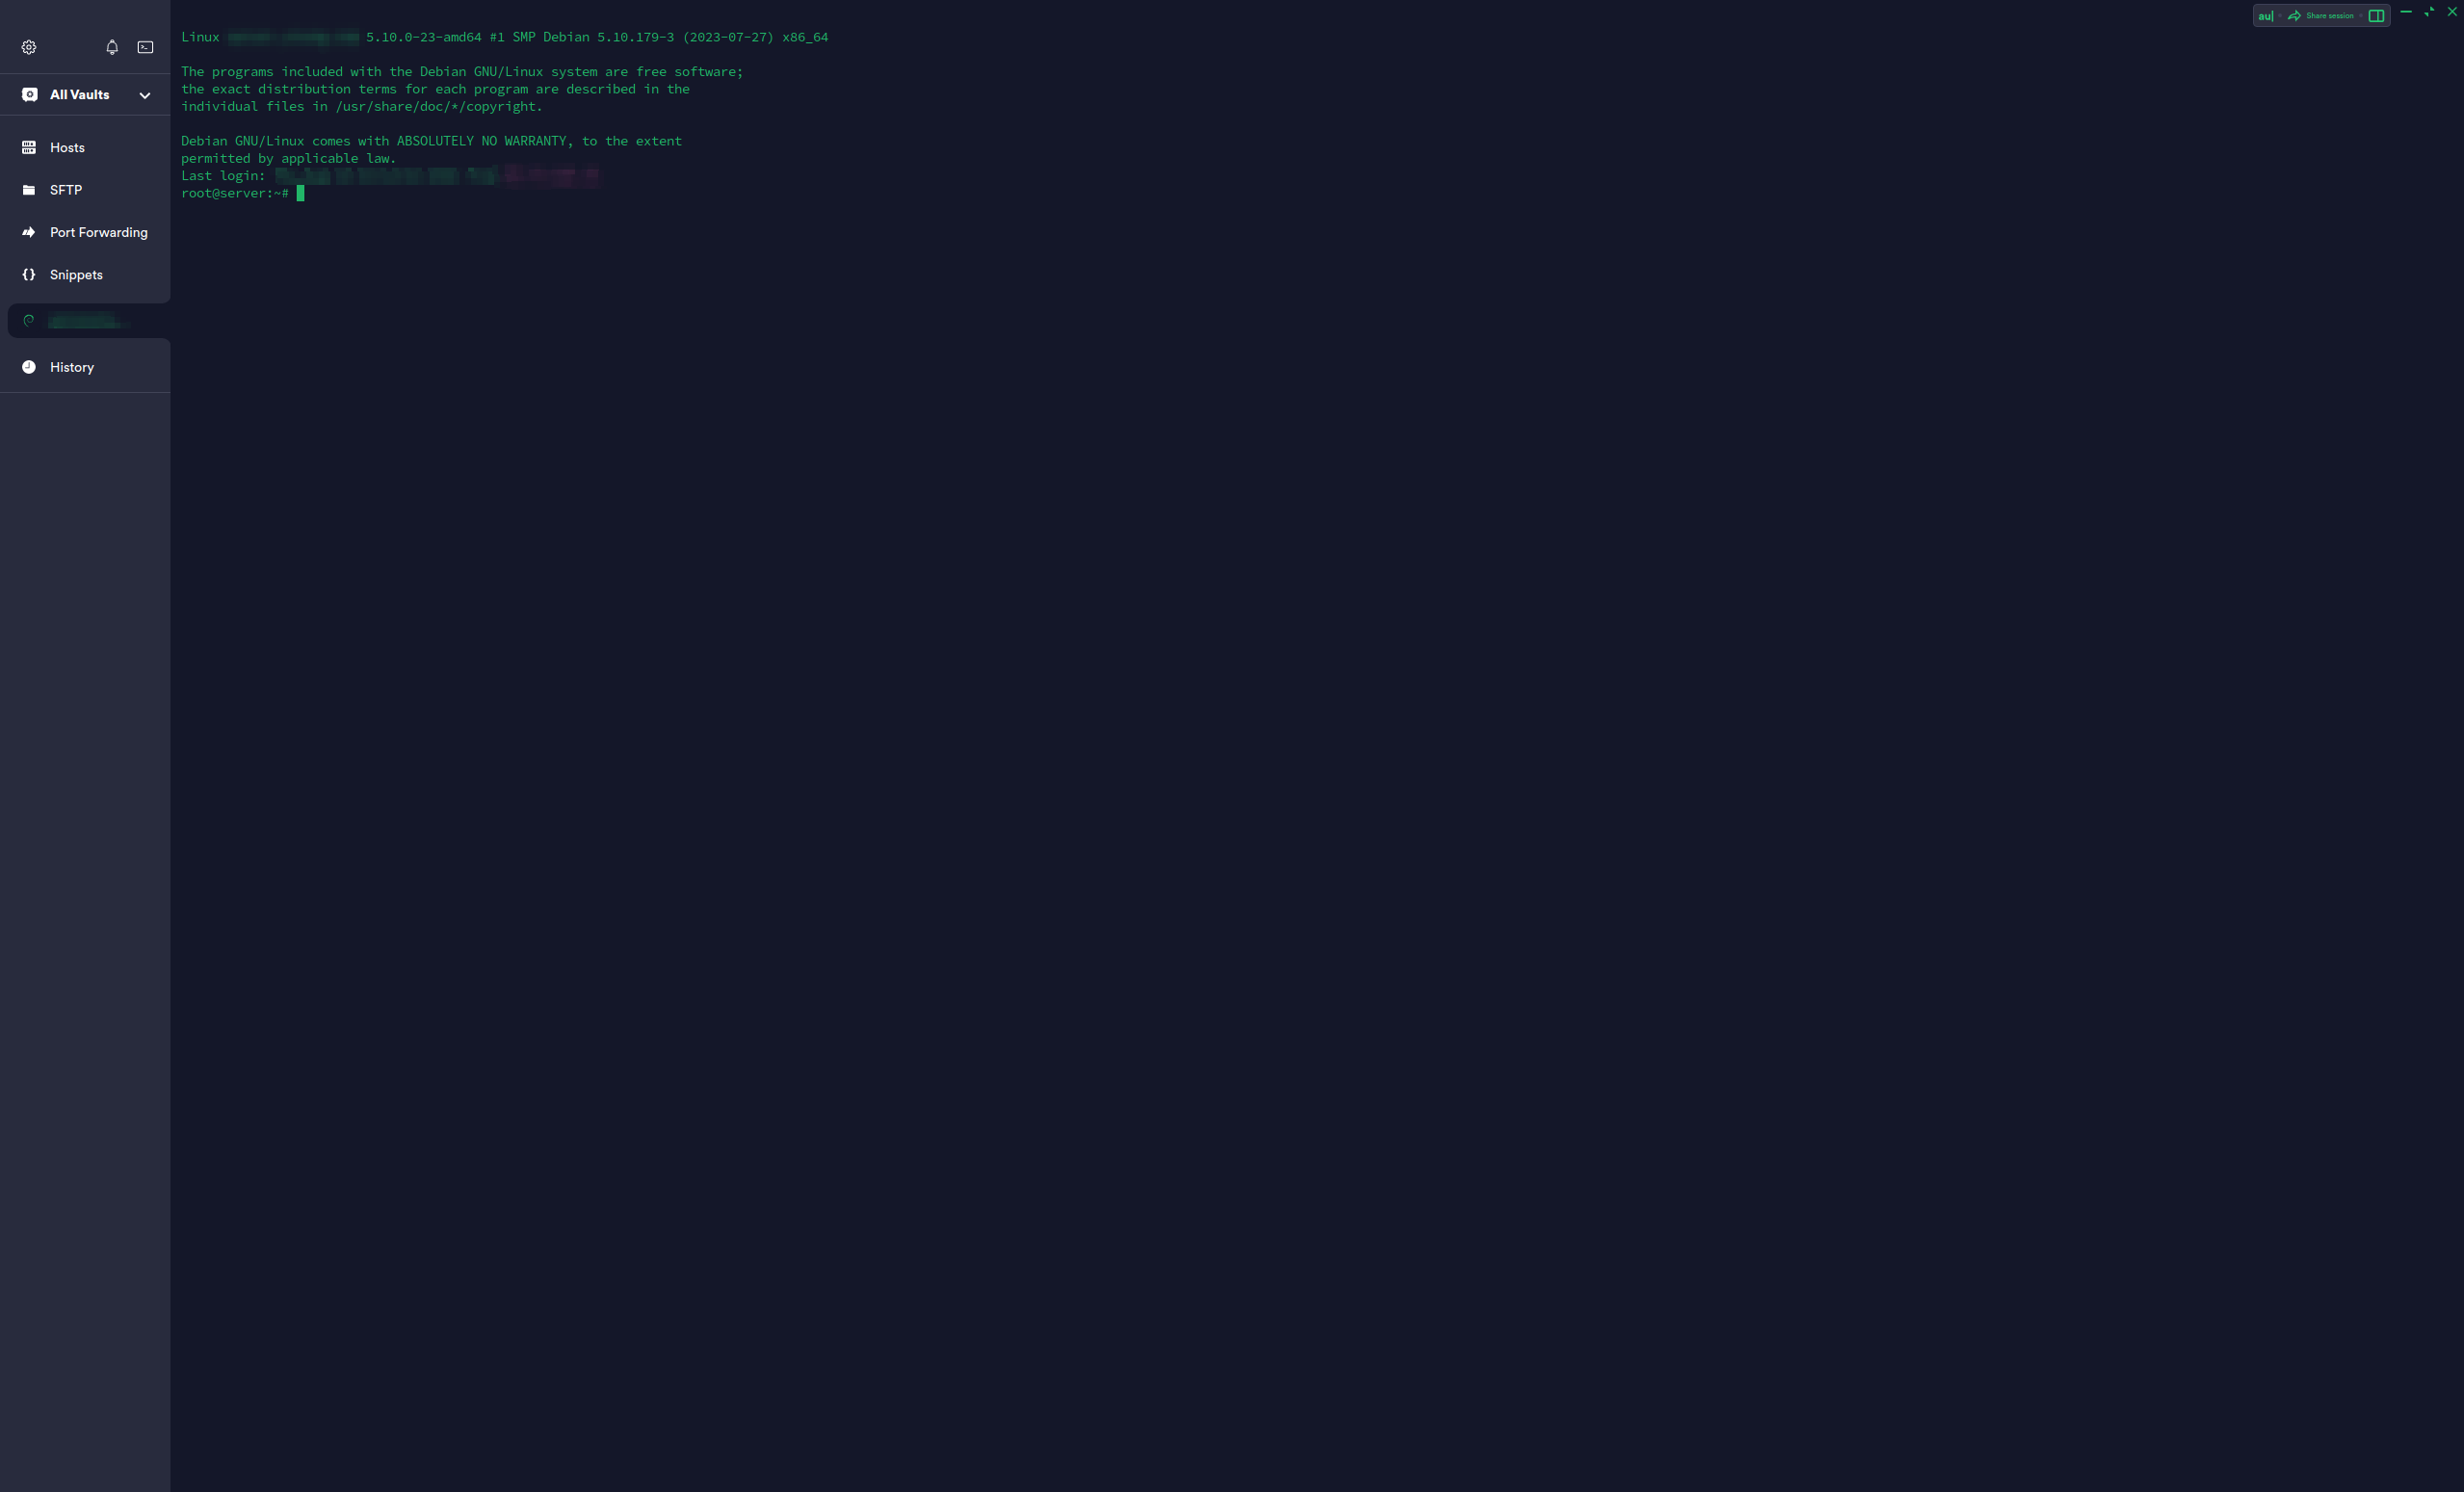 All Vaults
Hosts
SFTP
Port Forwarding
Snippets
History
au|
Share session
Linux 5.10.0-23-amd64 #1 SMP Debian 5.10.179-3 (2023-07-27) x86_64
The programs included with the Debian GNU/Linux system are free software;
the exact distribution terms for each program are described in the
individual files in /usr/share/doc/*/copyright.
Debian GNU/Linux comes with ABSOLUTELY NO WARRANTY, to the extent
permitted by applicable law.
Last login:
root@server:~#